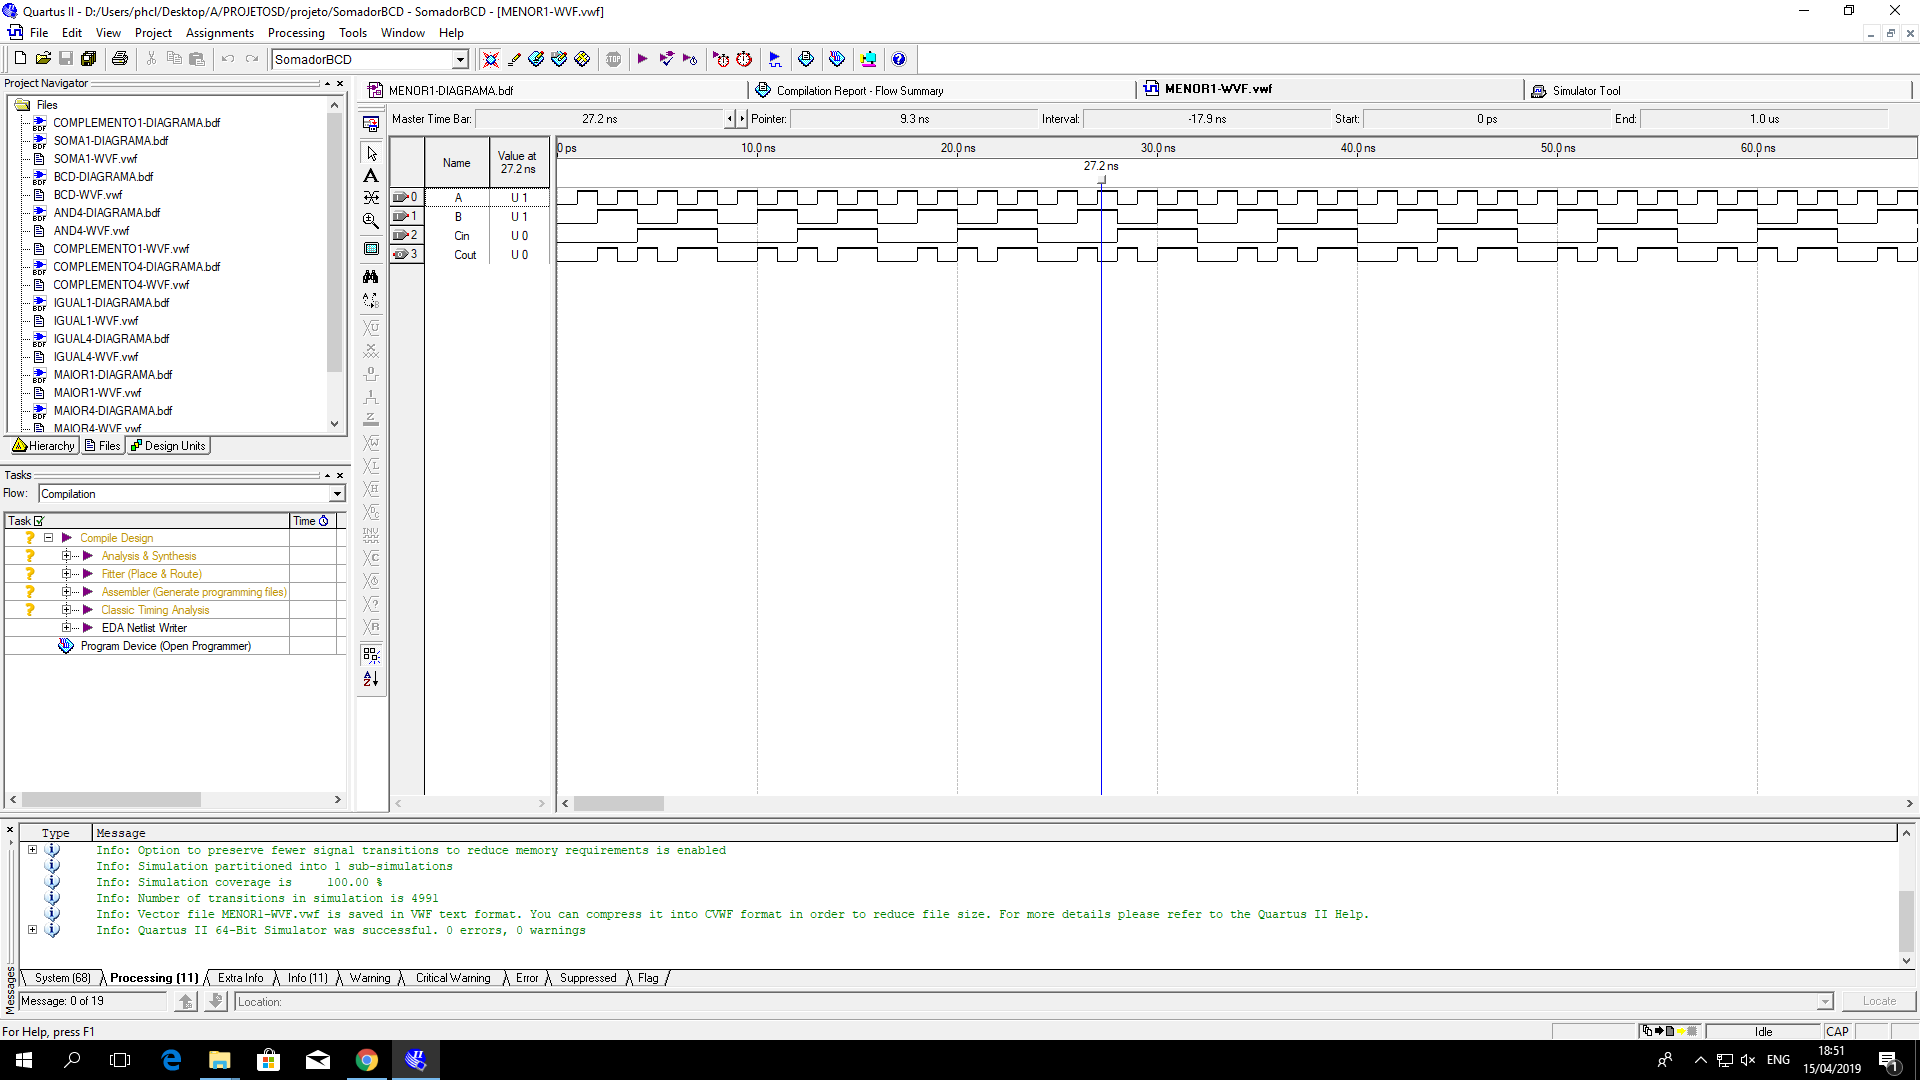 Quartus II - D:/Users/phcl/Desktop/A/PROJETOSD/projeto/SomadorBCD - SomadorBCD - [MENOR1-WVF.vwf]
File Edit View Project Assignments Processing Tools Window Help
SomadorBCD
Project Navigator
Files
COMPLEMENTO1-DIAGRAMA.bdf
SOMA1-DIAGRAMA.bdf
SOMA1-WVF.vwf
BCD-DIAGRAMA.bdf
BCD-WVF.vwf
AND4-DIAGRAMA.bdf
AND4-WVF.vwf
COMPLEMENTO1-WVF.vwf
COMPLEMENTO4-DIAGRAMA.bdf
COMPLEMENTO4-WVF.vwf
IGUAL1-DIAGRAMA.bdf
IGUAL1-WVF.vwf
IGUAL4-DIAGRAMA.bdf
IGUAL4-WVF.vwf
MAIOR1-DIAGRAMA.bdf
MAIOR1-WVF.vwf
MAIOR4-DIAGRAMA.bdf
MAIOR4-WVF.vwf
Hierarchy Files Design Units
Tasks
Flow: Compilation
Task Time
Compile Design
Analysis & Synthesis
Fitter (Place & Route)
Assembler (Generate programming files)
Classic Timing Analysis
EDA Netlist Writer
Program Device (Open Programmer)
MENOR1-DIAGRAMA.bdf Compilation Report - Flow Summary MENOR1-WVF.vwf Simulator Tool
Master Time Bar: 27.2 ns Pointer: 9.3 ns Interval: -17.9 ns Start: 0 ps End: 1.0 us
Name Value at 27.2 ns
0 ps 10.0 ns 20.0 ns 30.0 ns 40.0 ns 50.0 ns 60.0 ns
27.2 ns
0 A U 1
1 B U 1
2 Cin U 0
3 Cout U 0
Type Message
Info: Option to preserve fewer signal transitions to reduce memory requirements is enabled
Info: Simulation partitioned into 1 sub-simulations
Info: Simulation coverage is 100.00 %
Info: Number of transitions in simulation is 4991
Info: Vector file MENOR1-WVF.vwf is saved in VWF text format. You can compress it into CVWF format in order to reduce file size. For more details please refer to the Quartus II Help.
Info: Quartus II 64-Bit Simulator was successful. 0 errors, 0 warnings
System (68) Processing (11) Extra Info Info (11) Warning Critical Warning Error Suppressed Flag
Messages
Message: 0 of 19 Location: Locate
For Help, press F1 Idle CAP
ENG 18:51
15/04/2019 1